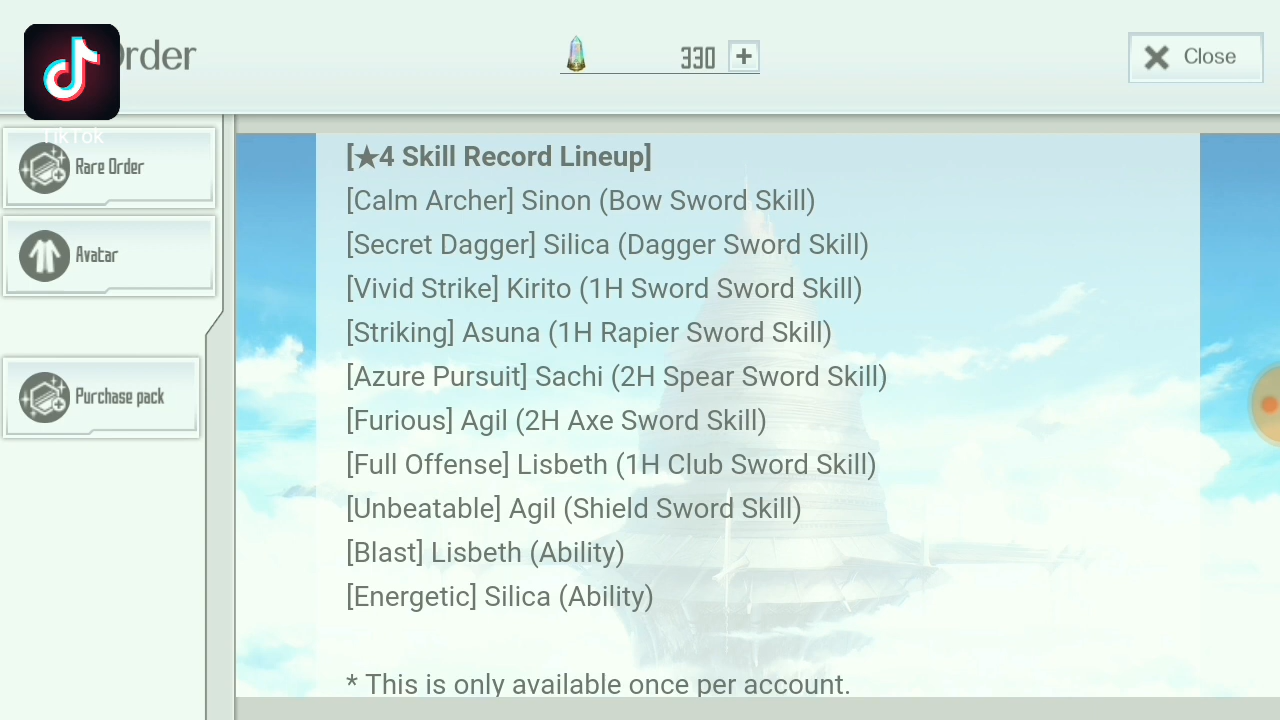 Order
330
Close
TikTok
Rare Order
Avatar
Purchase pack
[★4 Skill Record Lineup]
[Calm Archer] Sinon (Bow Sword Skill)
[Secret Dagger] Silica (Dagger Sword Skill)
[Vivid Strike] Kirito (1H Sword Sword Skill)
[Striking] Asuna (1H Rapier Sword Skill)
[Azure Pursuit] Sachi (2H Spear Sword Skill)
[Furious] Agil (2H Axe Sword Skill)
[Full Offense] Lisbeth (1H Club Sword Skill)
[Unbeatable] Agil (Shield Sword Skill)
[Blast] Lisbeth (Ability)
[Energetic] Silica (Ability)
* This is only available once per account.